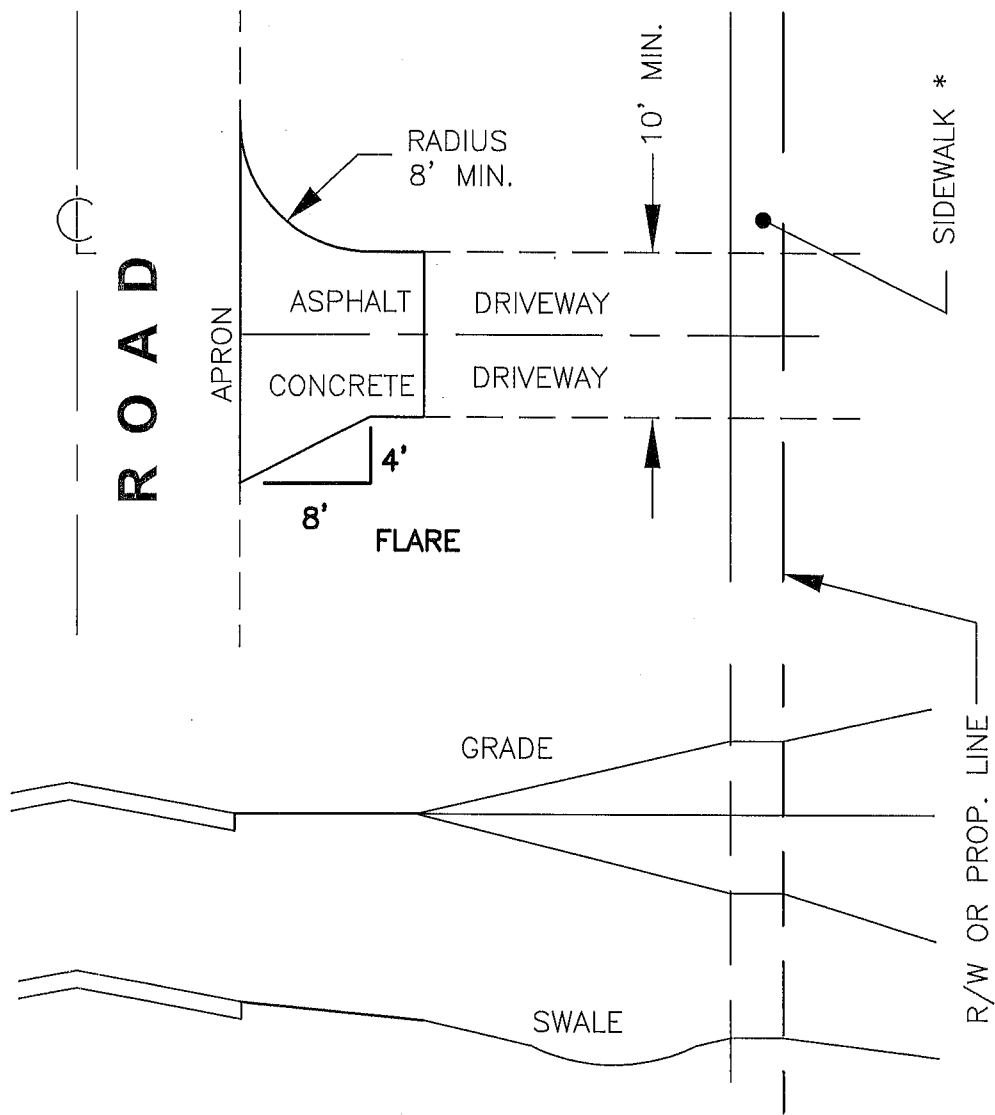 ℄
ROAD
APRON
RADIUS
8' MIN.
10' MIN.
SIDEWALK *
ASPHALT
DRIVEWAY
CONCRETE
DRIVEWAY
4'
8'
FLARE
GRADE
R/W OR PROP. LINE
SWALE